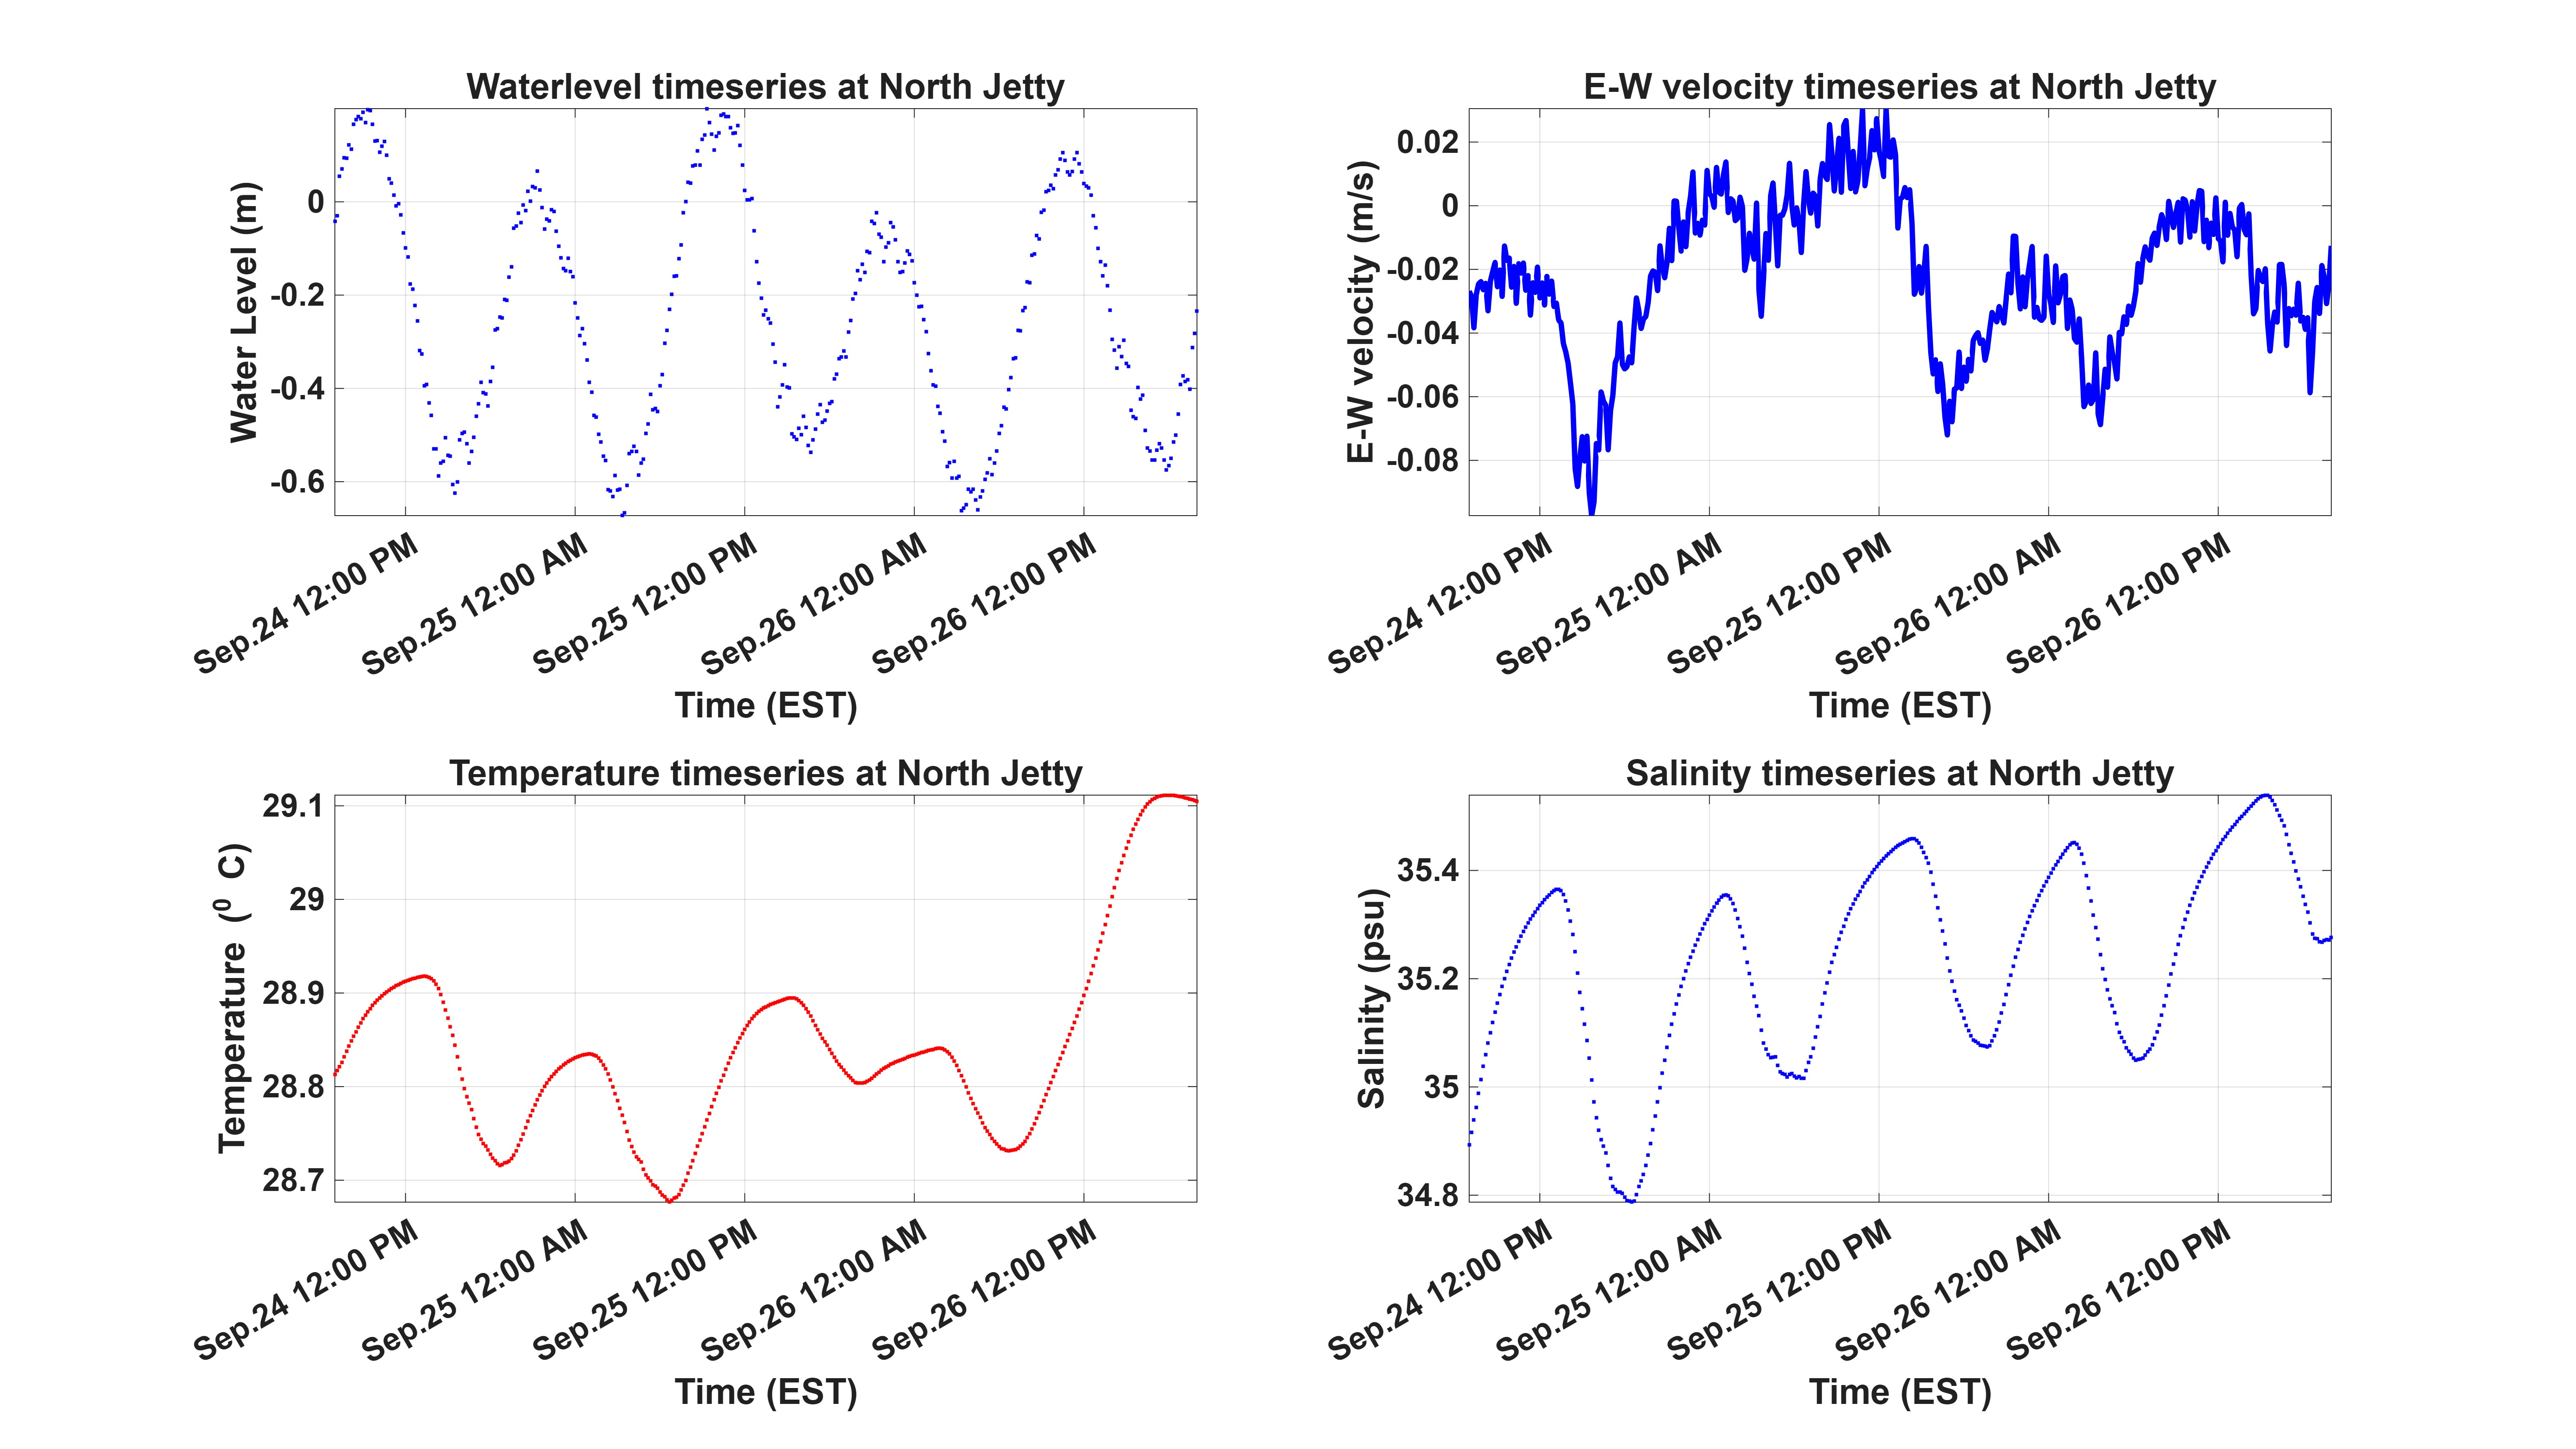 Waterlevel timeseries at North Jetty
Water Level (m)
0
-0.2
-0.4
-0.6
Sep.24 12:00 PM
Sep.25 12:00 AM
Sep.25 12:00 PM
Sep.26 12:00 AM
Sep.26 12:00 PM
Time (EST)
E-W velocity timeseries at North Jetty
E-W velocity (m/s)
0.02
0
-0.02
-0.04
-0.06
-0.08
Sep.24 12:00 PM
Sep.25 12:00 AM
Sep.25 12:00 PM
Sep.26 12:00 AM
Sep.26 12:00 PM
Time (EST)
Temperature timeseries at North Jetty
Temperature (⁰ C)
29.1
29
28.9
28.8
28.7
Sep.24 12:00 PM
Sep.25 12:00 AM
Sep.25 12:00 PM
Sep.26 12:00 AM
Sep.26 12:00 PM
Time (EST)
Salinity timeseries at North Jetty
Salinity (psu)
35.4
35.2
35
34.8
Sep.24 12:00 PM
Sep.25 12:00 AM
Sep.25 12:00 PM
Sep.26 12:00 AM
Sep.26 12:00 PM
Time (EST)